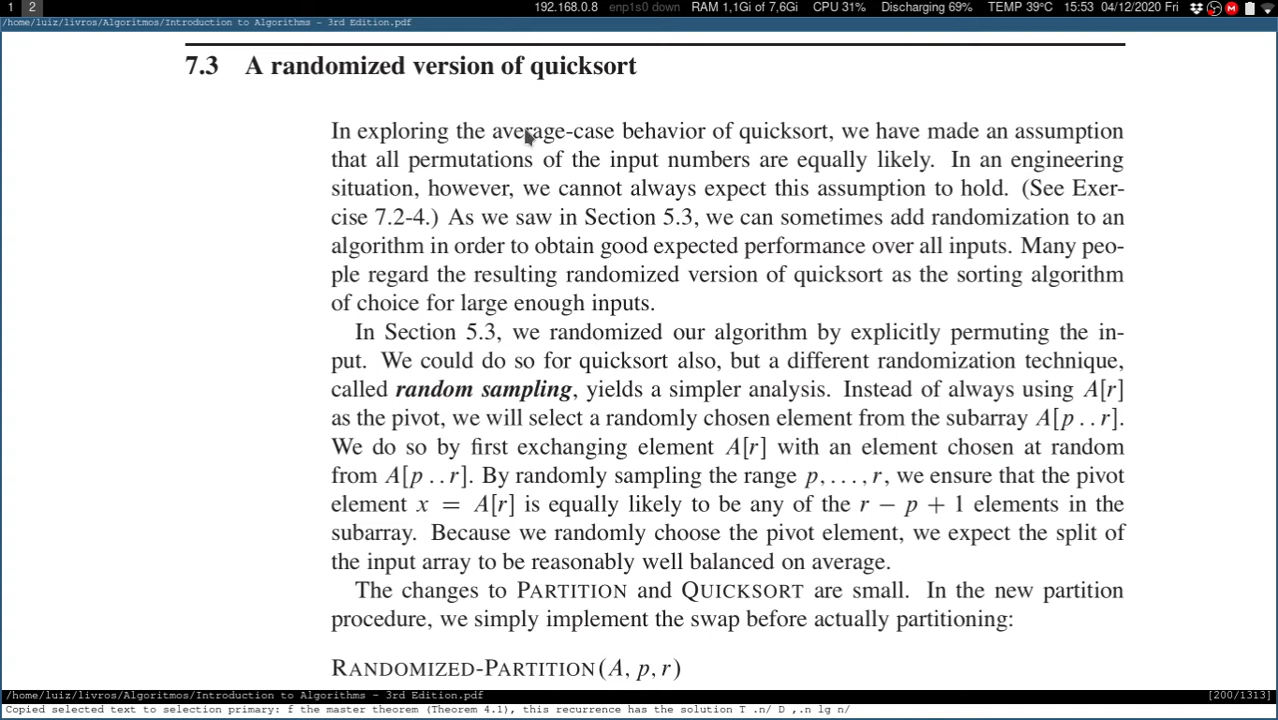 1 2 192.168.0.8 enp1s0 down RAM 1,1Gi of 7,6Gi CPU 31% Discharging 69% TEMP 39°C 15:53 04/12/2020 Fri
/home/luiz/livros/Algoritmos/Introduction to Algorithms - 3rd Edition.pdf
7.3 A randomized version of quicksort
In exploring the average-case behavior of quicksort, we have made an assumption
that all permutations of the input numbers are equally likely. In an engineering
situation, however, we cannot always expect this assumption to hold. (See Exer-
cise 7.2-4.) As we saw in Section 5.3, we can sometimes add randomization to an
algorithm in order to obtain good expected performance over all inputs. Many peo-
ple regard the resulting randomized version of quicksort as the sorting algorithm
of choice for large enough inputs.
In Section 5.3, we randomized our algorithm by explicitly permuting the in-
put. We could do so for quicksort also, but a different randomization technique,
called random sampling, yields a simpler analysis. Instead of always using A[r]
as the pivot, we will select a randomly chosen element from the subarray A[p . . r].
We do so by first exchanging element A[r] with an element chosen at random
from A[p . . r]. By randomly sampling the range p, . . . , r, we ensure that the pivot
element x = A[r] is equally likely to be any of the r − p + 1 elements in the
subarray. Because we randomly choose the pivot element, we expect the split of
the input array to be reasonably well balanced on average.
The changes to PARTITION and QUICKSORT are small. In the new partition
procedure, we simply implement the swap before actually partitioning:
RANDOMIZED-PARTITION(A, p, r)
/home/luiz/livros/Algoritmos/Introduction to Algorithms - 3rd Edition.pdf [200/1313]
Copied selected text to selection primary: f the master theorem (Theorem 4.1), this recurrence has the solution T .n/ D ,.n lg n/